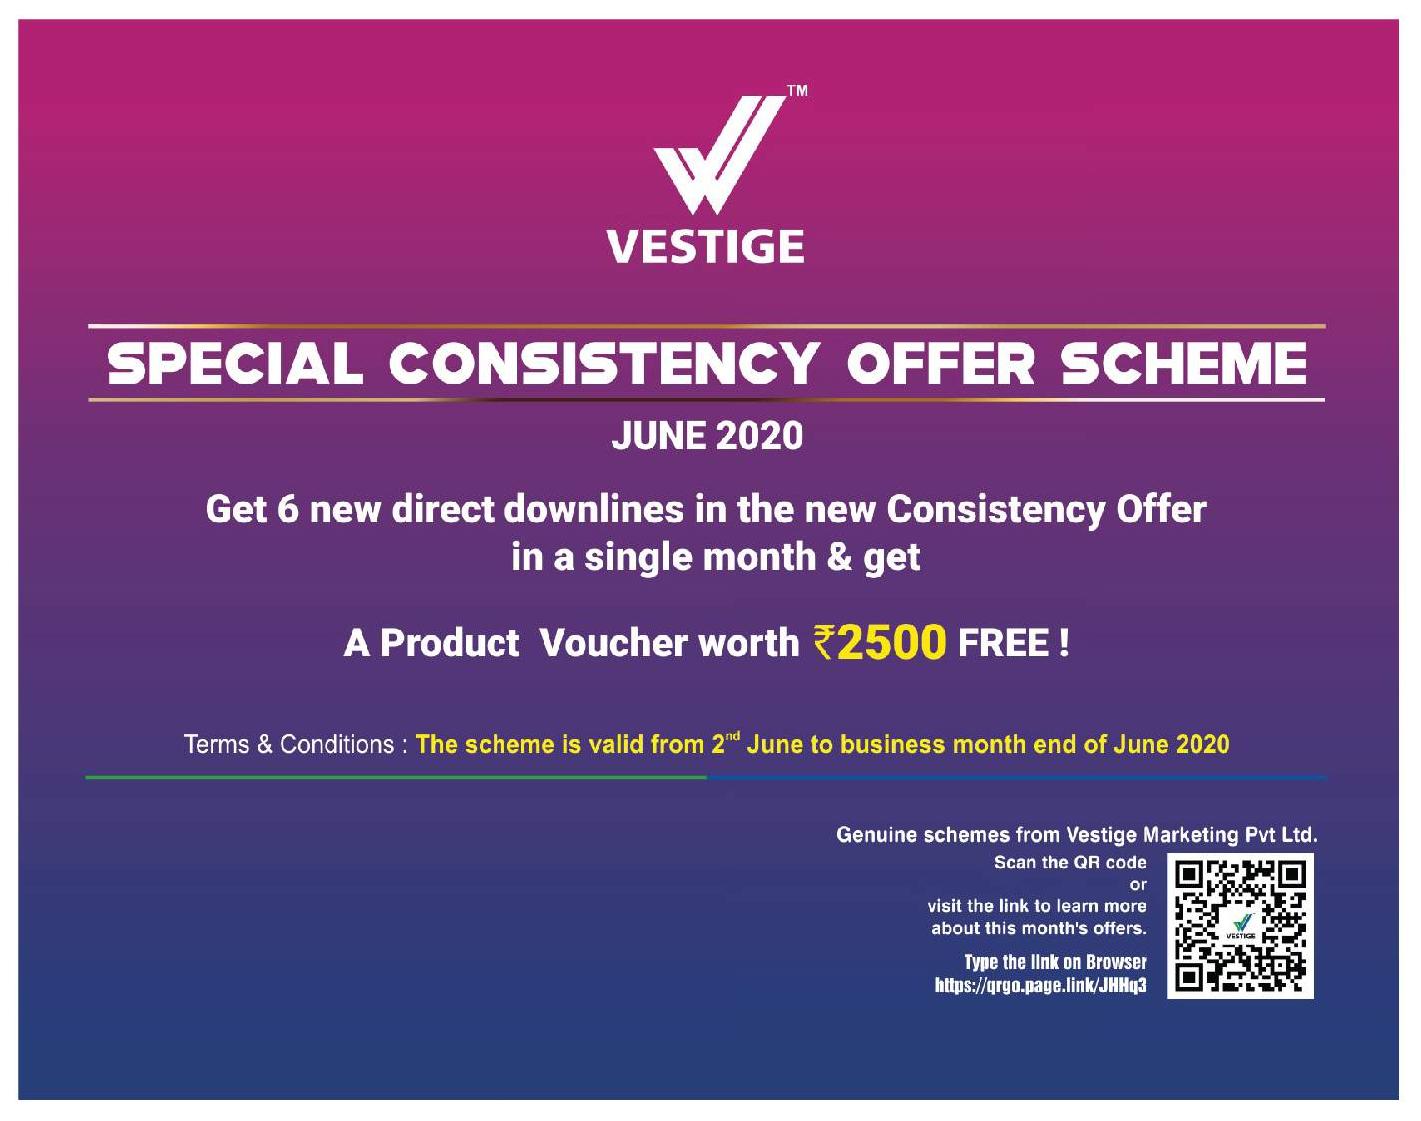 TM
VESTIGE
SPECIAL CONSISTENCY OFFER SCHEME
JUNE 2020
Get 6 new direct downlines in the new Consistency Offer
in a single month & get
A Product Voucher worth ₹2500 FREE !
Terms & Conditions : The scheme is valid from 2nd June to business month end of June 2020
Genuine schemes from Vestige Marketing Pvt Ltd.
Scan the QR code
or
visit the link to learn more
about this month's offers.
Type the link on Browser
https://qrgo.page.link/JHHq3
VESTIGE